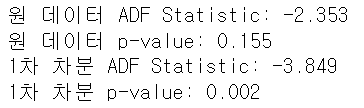 원 데이터 ADF Statistic: -2.353
원 데이터 p-value: 0.155
1차 차분 ADF Statistic: -3.849
1차 차분 p-value: 0.002